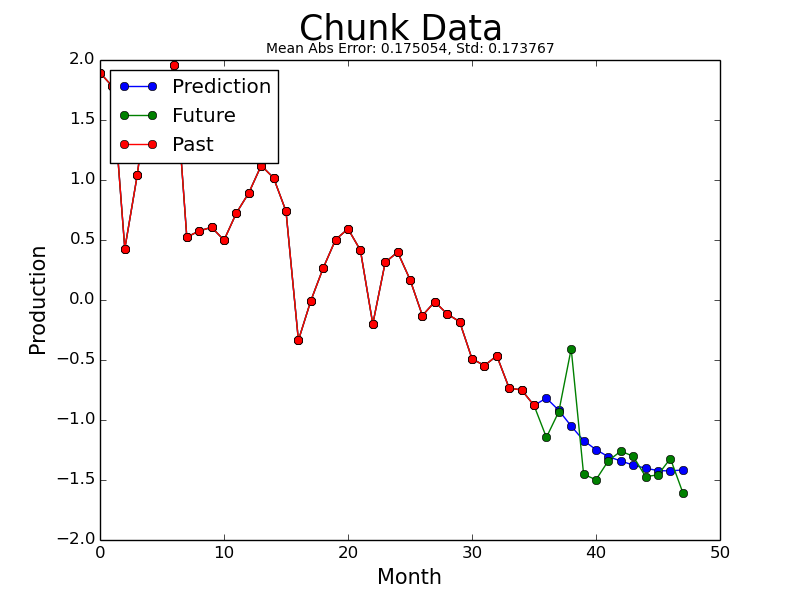 Chunk Data
Mean Abs Error: 0.175054, Std: 0.173767
Prediction
Future
Past
2.0
1.5
1.0
0.5
0.0
−0.5
−1.0
−1.5
−2.0
Production
0 10 20 30 40 50
Month